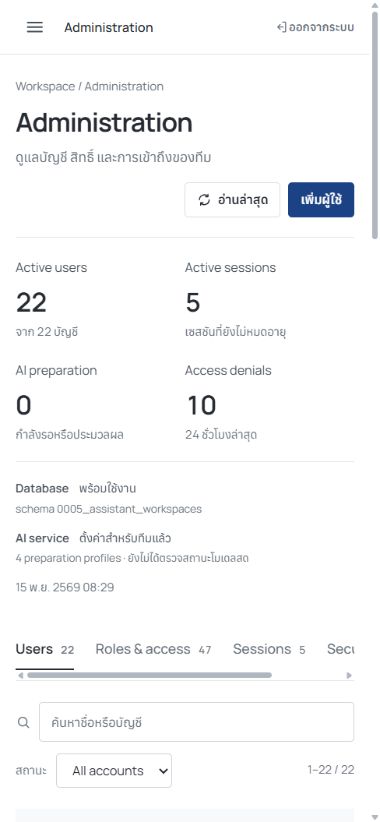 Administration
ออกจากระบบ
Workspace / Administration
Administration
ดูแลบัญชี สิทธิ์ และการเข้าถึงของทีม
อ่านล่าสุด
เพิ่มผู้ใช้
Active users
Active sessions
22
5
จาก 22 บัญชี
เซสชันที่ยังไม่หมดอายุ
AI preparation
Access denials
0
10
กำลังรอหรือประมวลผล
24 ชั่วโมงล่าสุด
Database พร้อมใช้งาน
schema 0005_assistant_workspaces
AI service ตั้งค่าสำหรับทีมแล้ว
4 preparation profiles · ยังไม่ได้ตรวจสถานะโมเดลสด
15 พ.ย. 2569 08:29
Users 22 Roles & access 47 Sessions 5 Secu
ค้นหาชื่อหรือบัญชี
สถานะ All accounts 1–22 / 22